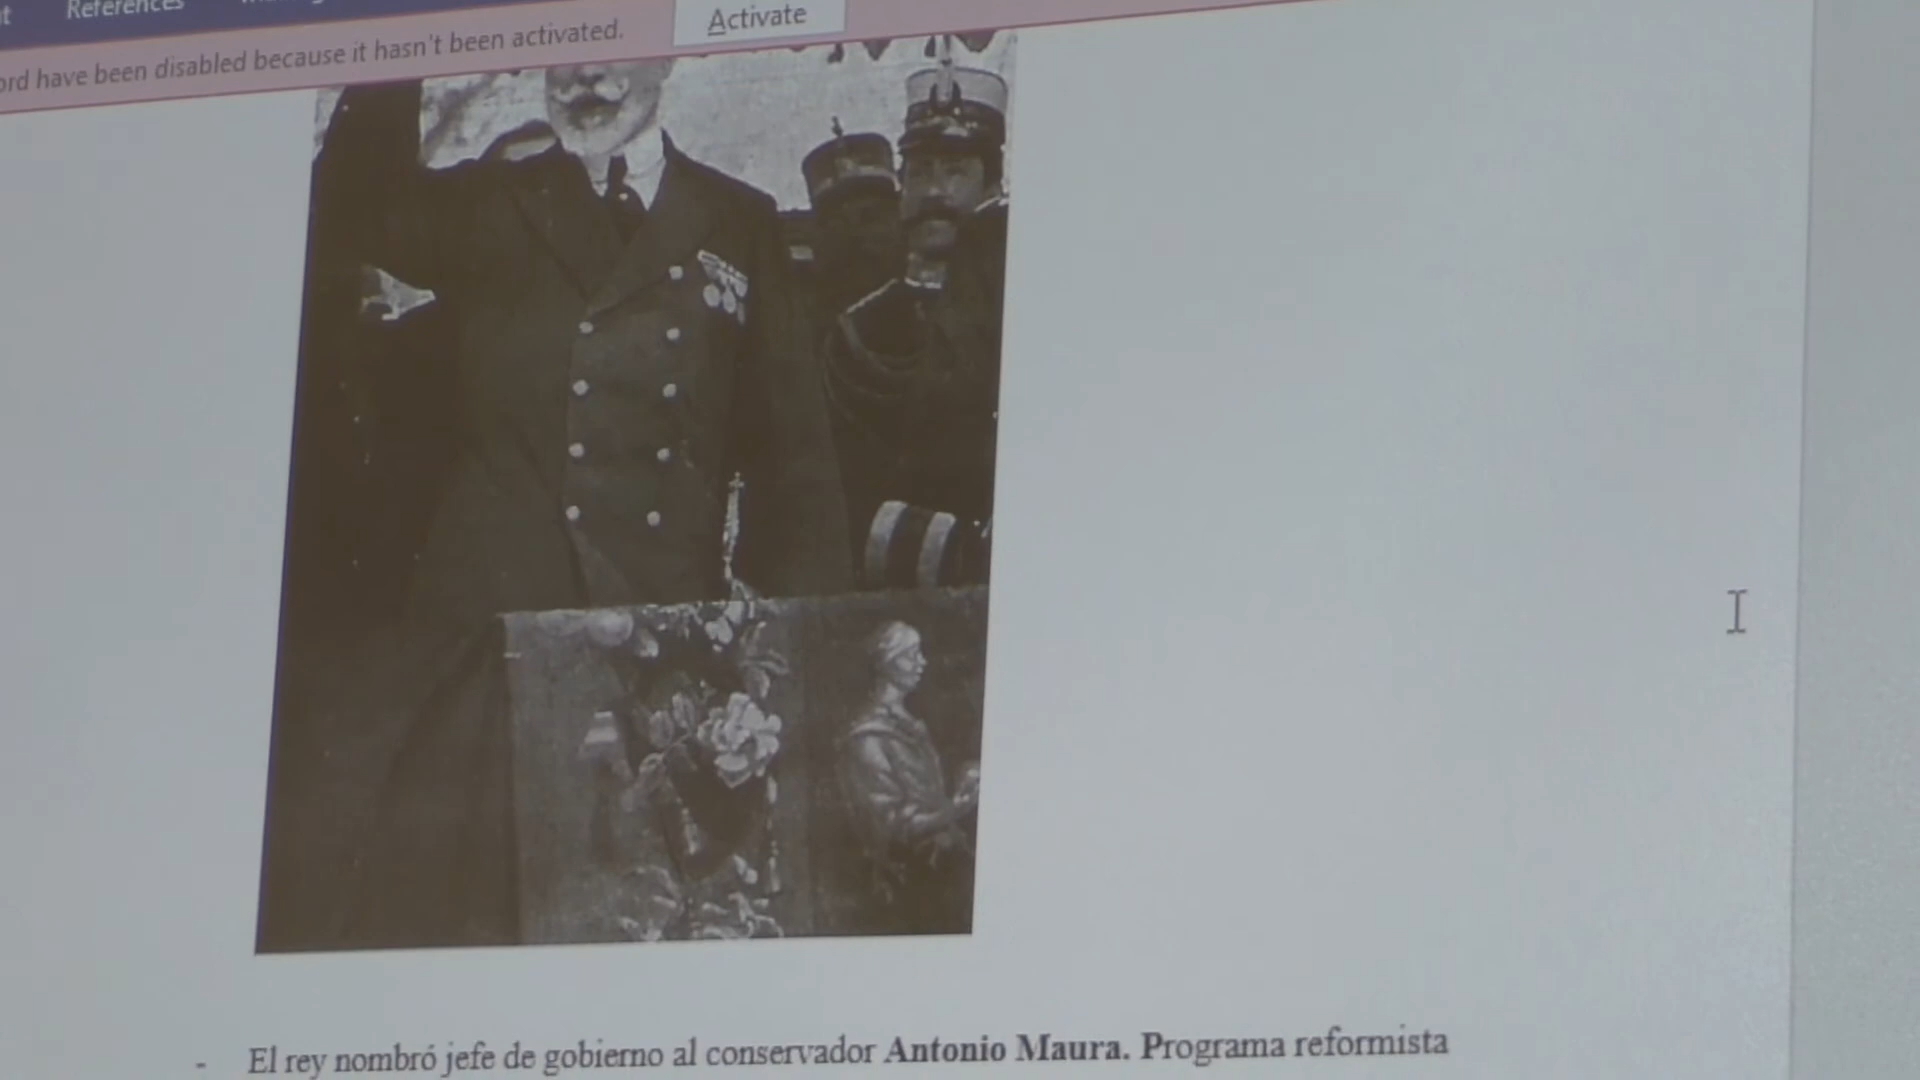 References
have been disabled because it hasn't been activated.
Activate
- El rey nombró jefe de gobierno al conservador Antonio Maura. Programa reformista